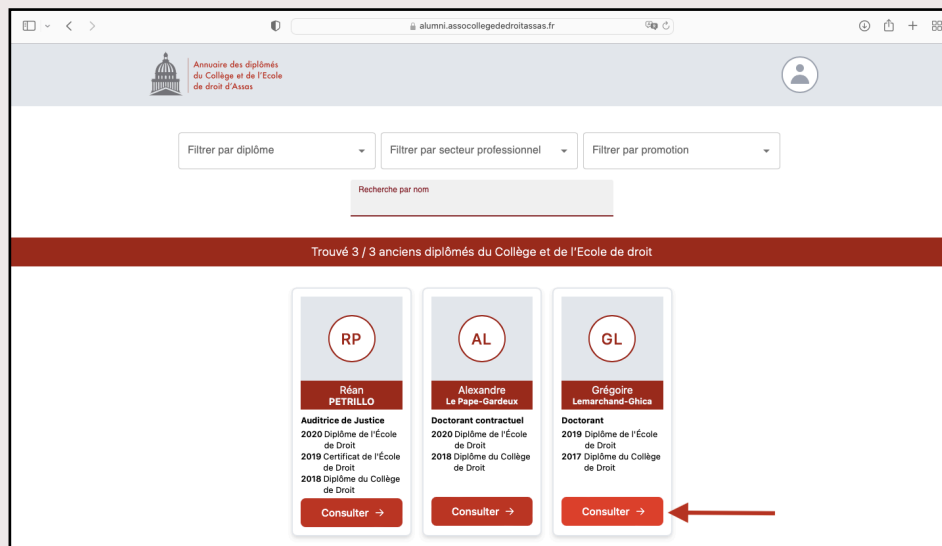 alumni.assocollegededroitassas.fr
Annuaire des diplômés
du Collège et de l'Ecole
de droit d'Assas
Filtrer par diplôme
Filtrer par secteur professionnel
Filtrer par promotion
Recherche par nom
Trouvé 3 / 3 anciens diplômés du Collège et de l'Ecole de droit
RP
Réan
PETRILLO
Auditrice de Justice
2020 Diplôme de l'École
de Droit
2019 Certificat de l'École
de Droit
2018 Diplôme du Collège
de Droit
Consulter →
AL
Alexandre
Le Pape-Gardeux
Doctorant contractuel
2020 Diplôme de l'École
de Droit
2018 Diplôme du Collège
de Droit
Consulter →
GL
Grégoire
Lemarchand-Ghica
Doctorant
2019 Diplôme de l'École
de Droit
2017 Diplôme du Collège
de Droit
Consulter →